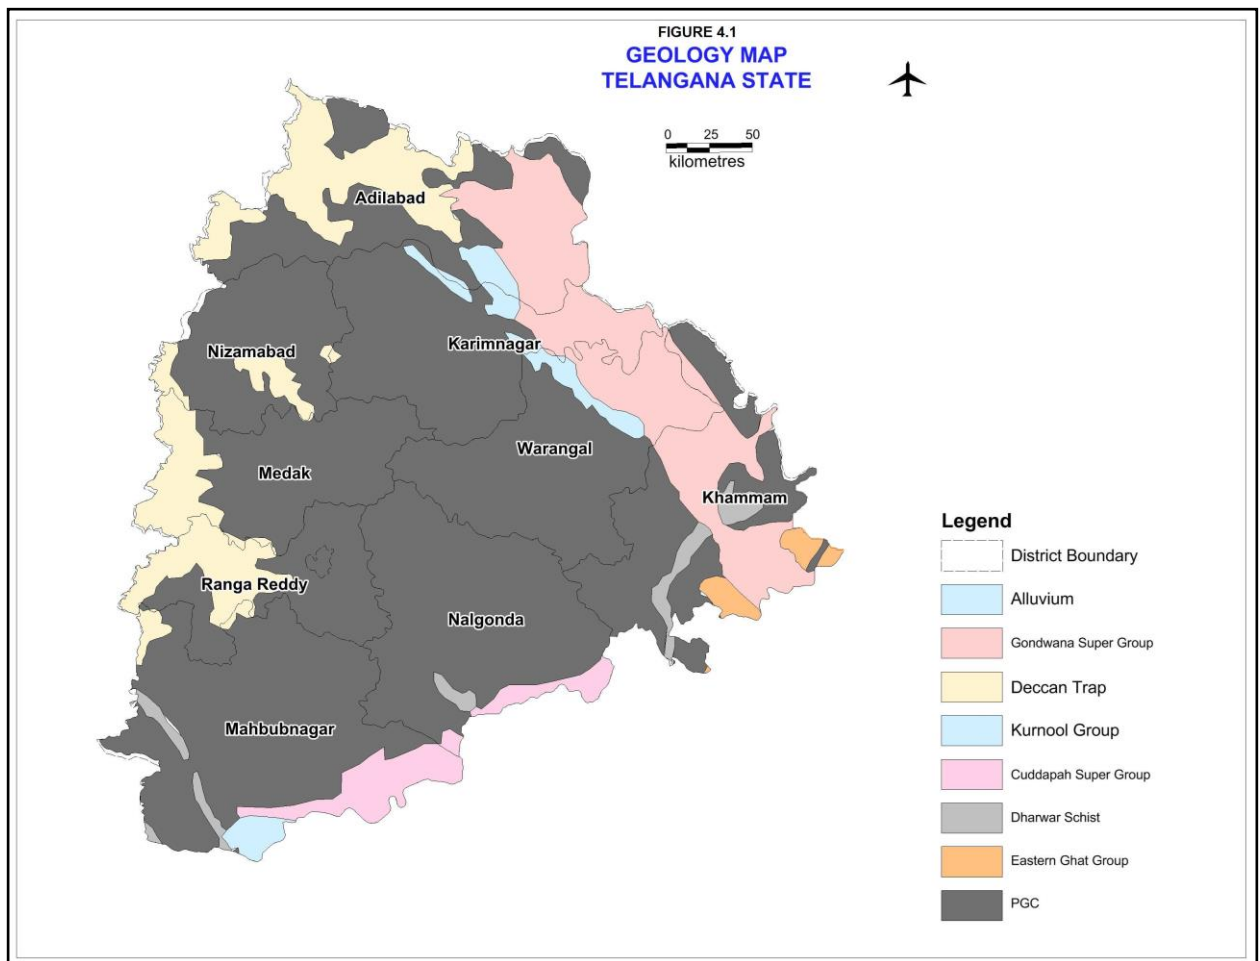 FIGURE 4.1
GEOLOGY MAP
TELANGANA STATE
0 25 50
kilometres
Adilabad
Nizamabad
Karimnagar
Warangal
Medak
Khammam
Ranga Reddy
Nalgonda
Mahbubnagar
Legend
District Boundary
Alluvium
Gondwana Super Group
Deccan Trap
Kurnool Group
Cuddapah Super Group
Dharwar Schist
Eastern Ghat Group
PGC